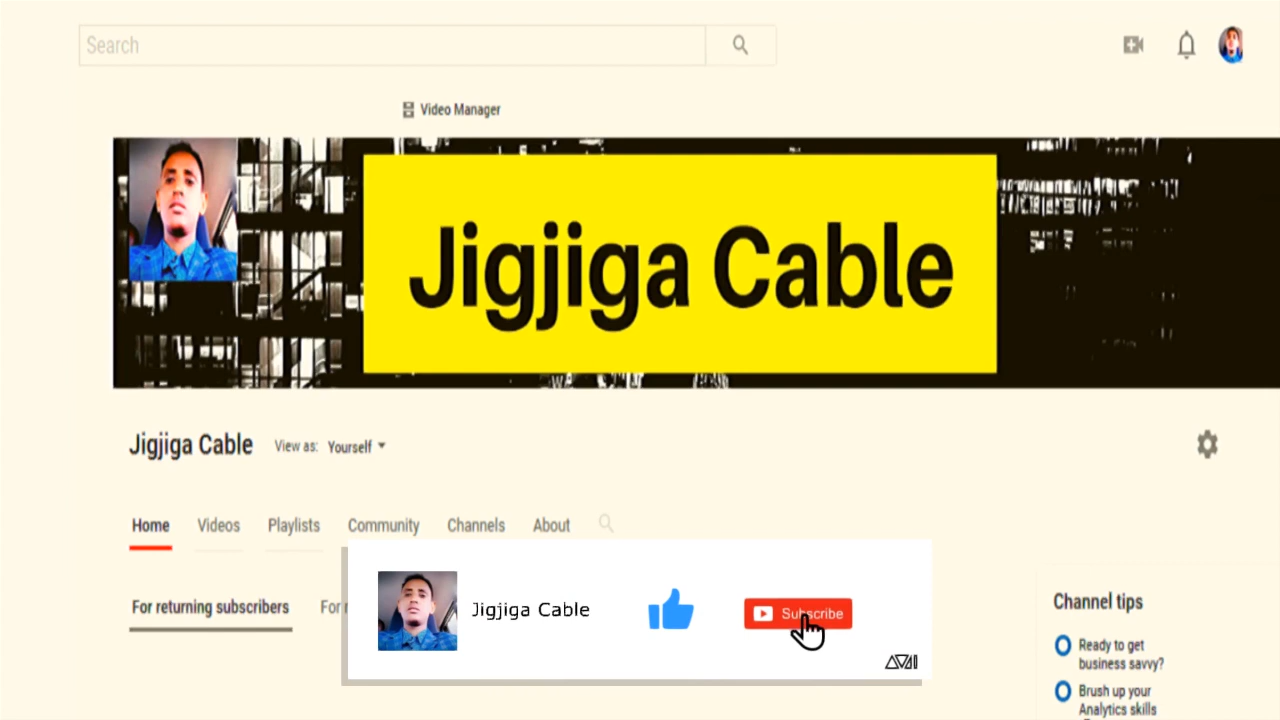 Search
Video Manager
Jigjiga Cable
Jigjiga Cable View as: Yourself
Home Videos Playlists Community Channels About
For returning subscribers For
Jigjiga Cable Subscribe
Channel tips
Ready to get
business savvy?
Brush up your
Analytics skills